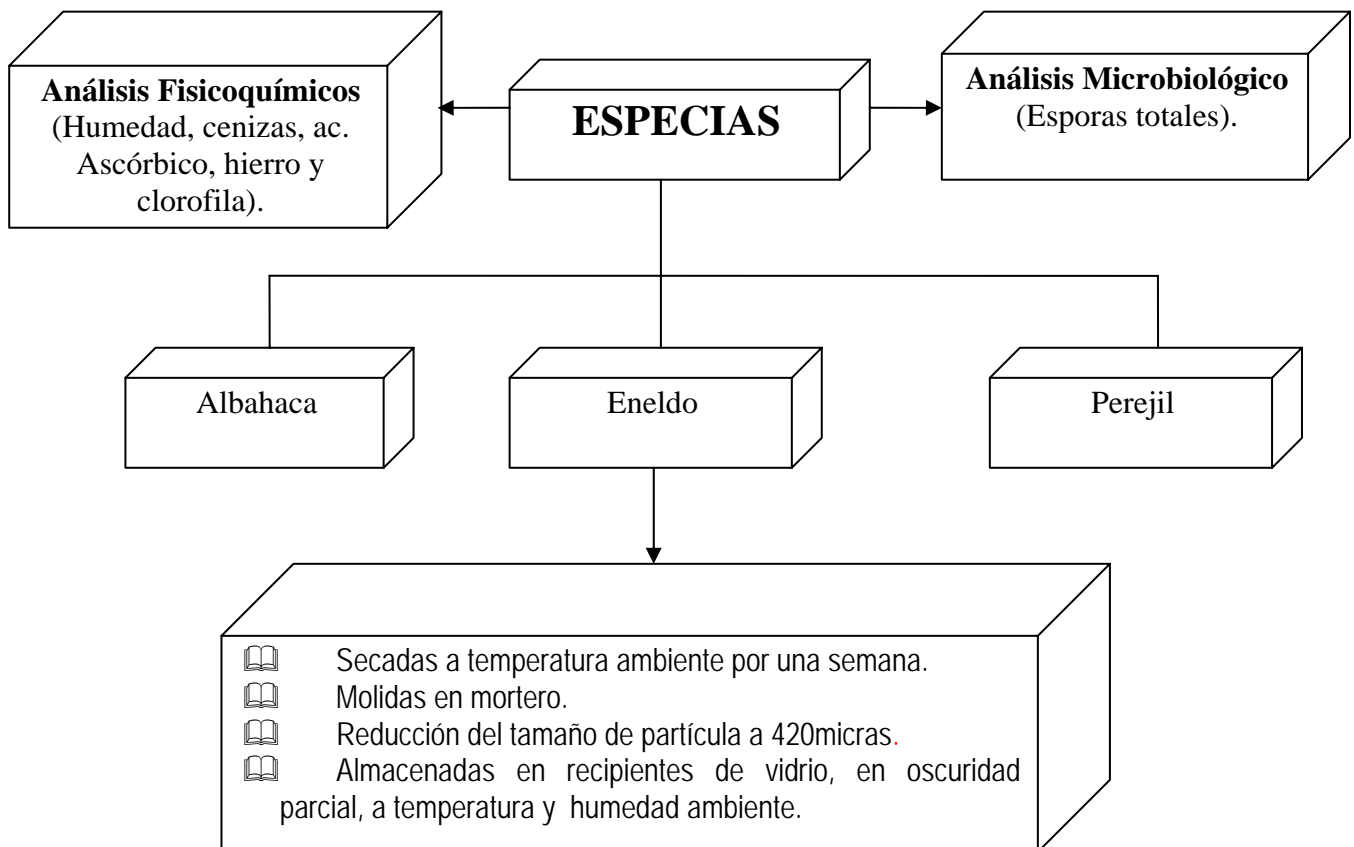 Análisis Fisicoquímicos
(Humedad, cenizas, ac.
Ascórbico, hierro y
clorofila).
ESPECIAS
Análisis Microbiológico
(Esporas totales).
Albahaca
Eneldo
Perejil
Secadas a temperatura ambiente por una semana.
Molidas en mortero.
Reducción del tamaño de partícula a 420micras.
Almacenadas en recipientes de vidrio, en oscuridad
parcial, a temperatura y humedad ambiente.